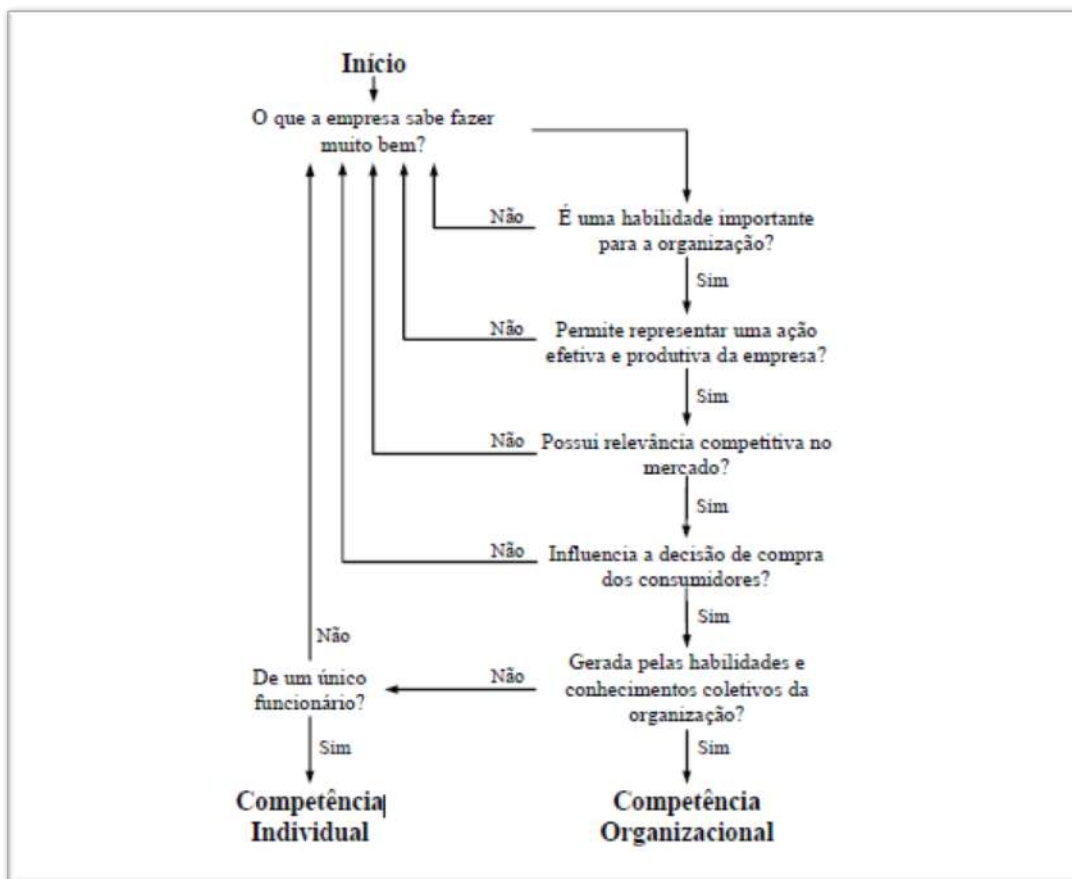 Início
O que a empresa sabe fazer
muito bem?
Não
É uma habilidade importante
para a organização?
Sim
Não
Permite representar uma ação
efetiva e produtiva da empresa?
Sim
Não
Possui relevância competitiva no
mercado?
Sim
Não
Influencia a decisão de compra
dos consumidores?
Sim
Não
Gerada pelas habilidades e
conhecimentos coletivos da
organização?
Não
De um único
funcionário?
Sim
Sim
Competência
Individual
Competência
Organizacional